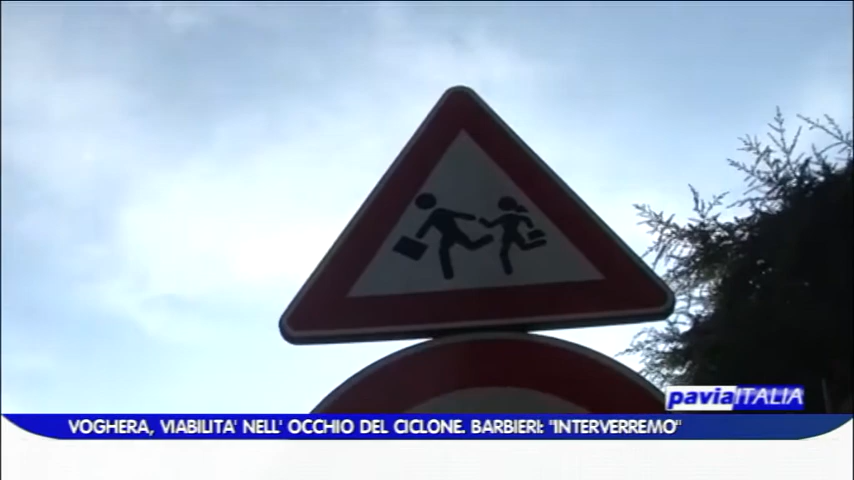 paviaITALIA
VOGHERA, VIABILITA' NELL' OCCHIO DEL CICLONE. BARBIERI: "INTERVERREMO"